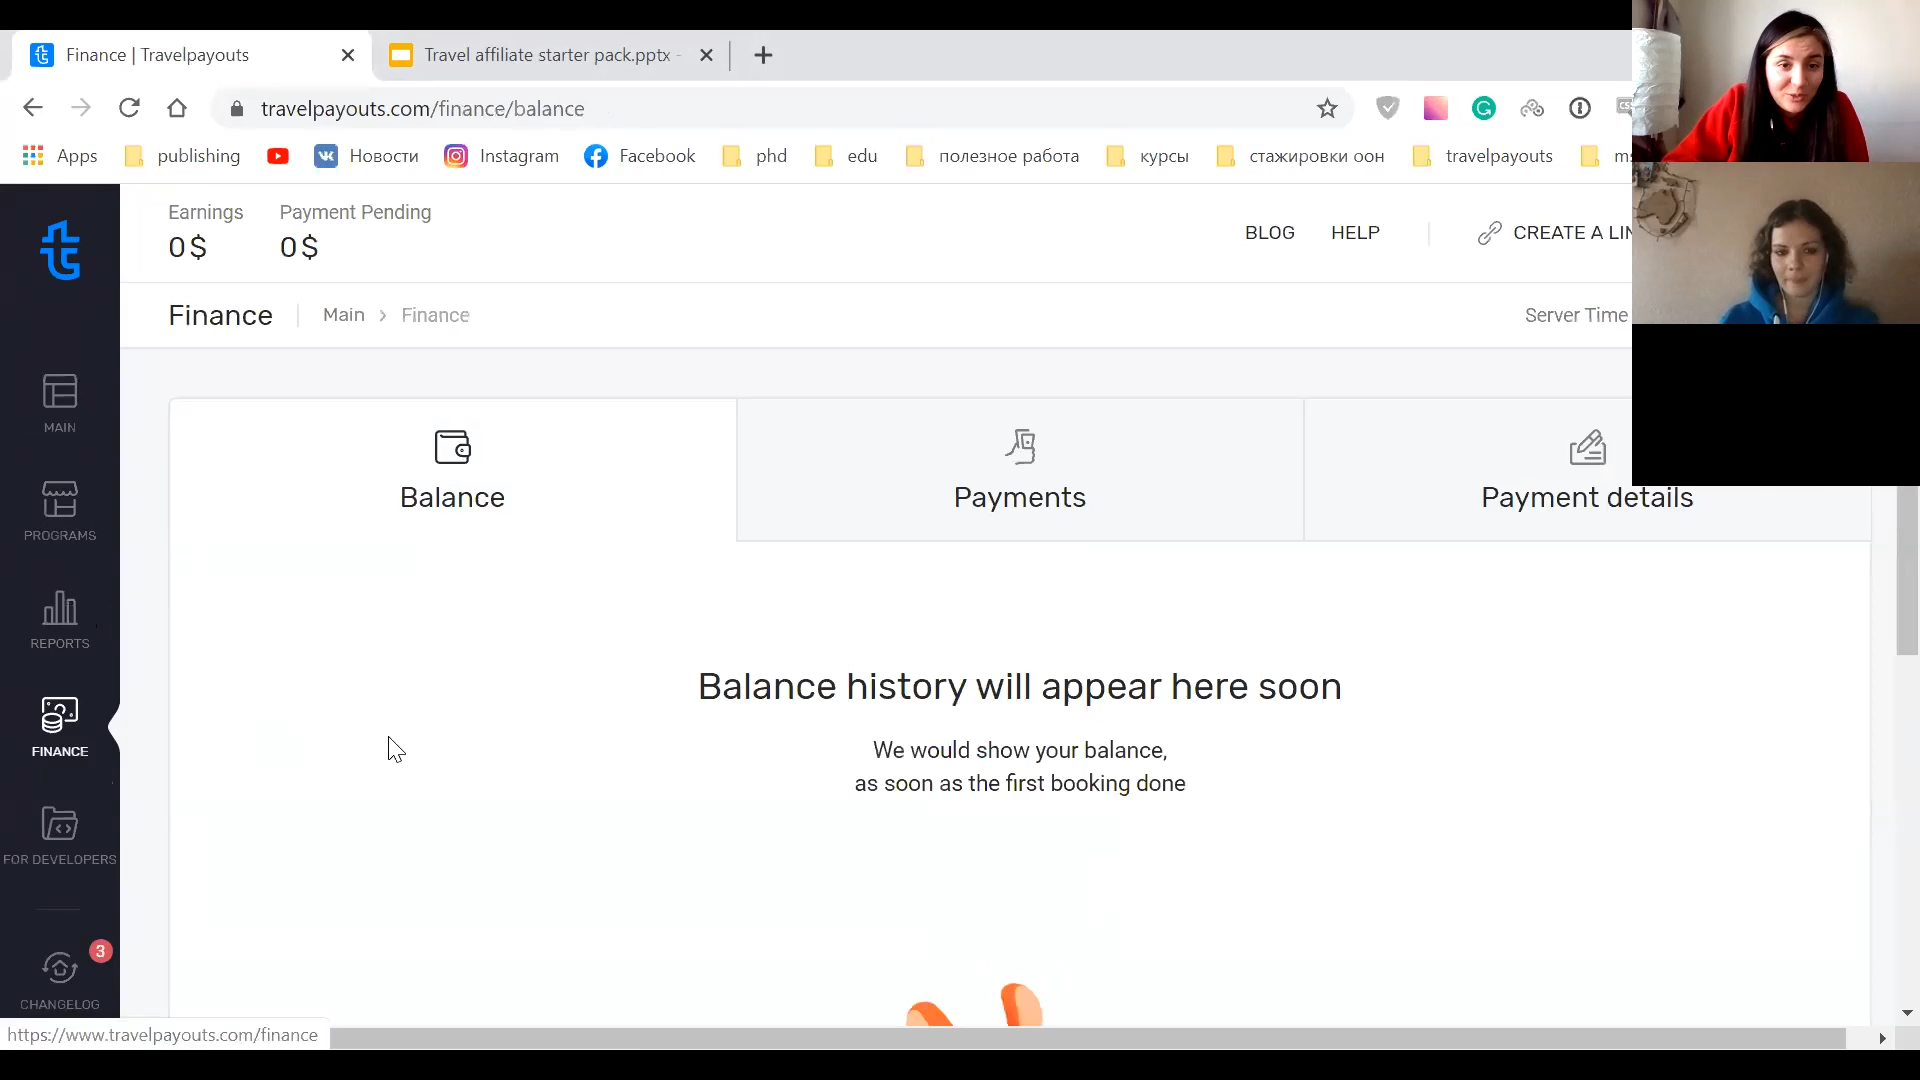 Finance | Travelpayouts
Travel affiliate starter pack.pptx -
travelpayouts.com/finance/balance
Apps publishing Новости Instagram Facebook phd edu полезное работа курсы стажировки оон travelpayouts
Earnings Payment Pending
0$ 0$
BLOG HELP CREATE A LIN
Finance Main > Finance Server Time
MAIN
PROGRAMS
REPORTS
FINANCE
FOR DEVELOPERS
3
CHANGELOG
Balance Payments Payment details
Balance history will appear here soon
We would show your balance,
as soon as the first booking done
https://www.travelpayouts.com/finance